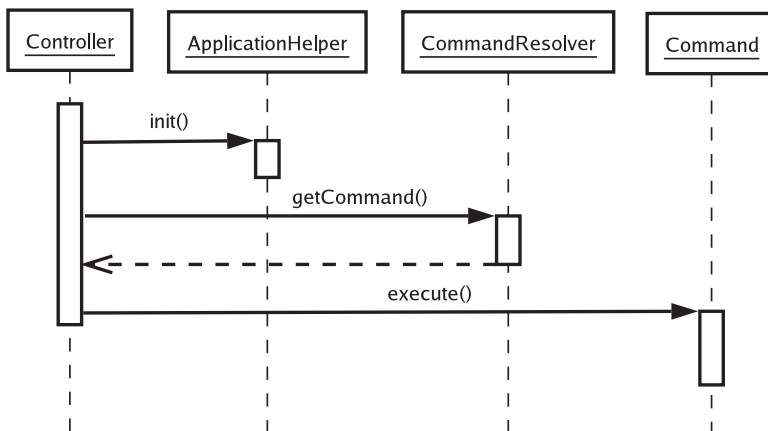 Controller
ApplicationHelper
CommandResolver
Command
init()
getCommand()
execute()